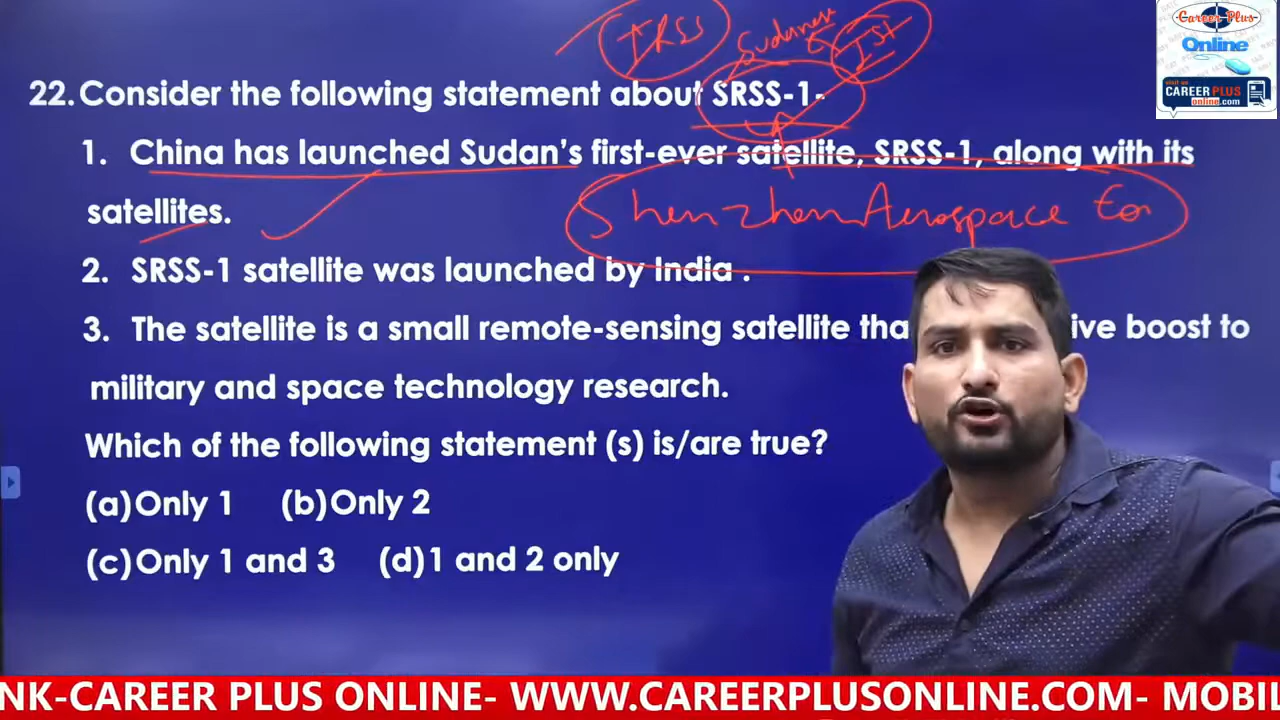 IRSS
Sudanese
IST
Career Plus
Online
CAREER PLUS
online.com
22. Consider the following statement about SRSS-1-
1. China has launched Sudan's first-ever satellite, SRSS-1, along with its
satellites.
Shenzhen Aerospace
2. SRSS-1 satellite was launched by India .
3. The satellite is a small remote-sensing satellite tha ive boost to
military and space technology research.
Which of the following statement (s) is/are true?
(a)Only 1 (b)Only 2
(c)Only 1 and 3 (d)1 and 2 only
NK-CAREER PLUS ONLINE- WWW.CAREERPLUSONLINE.COM- MOBIL